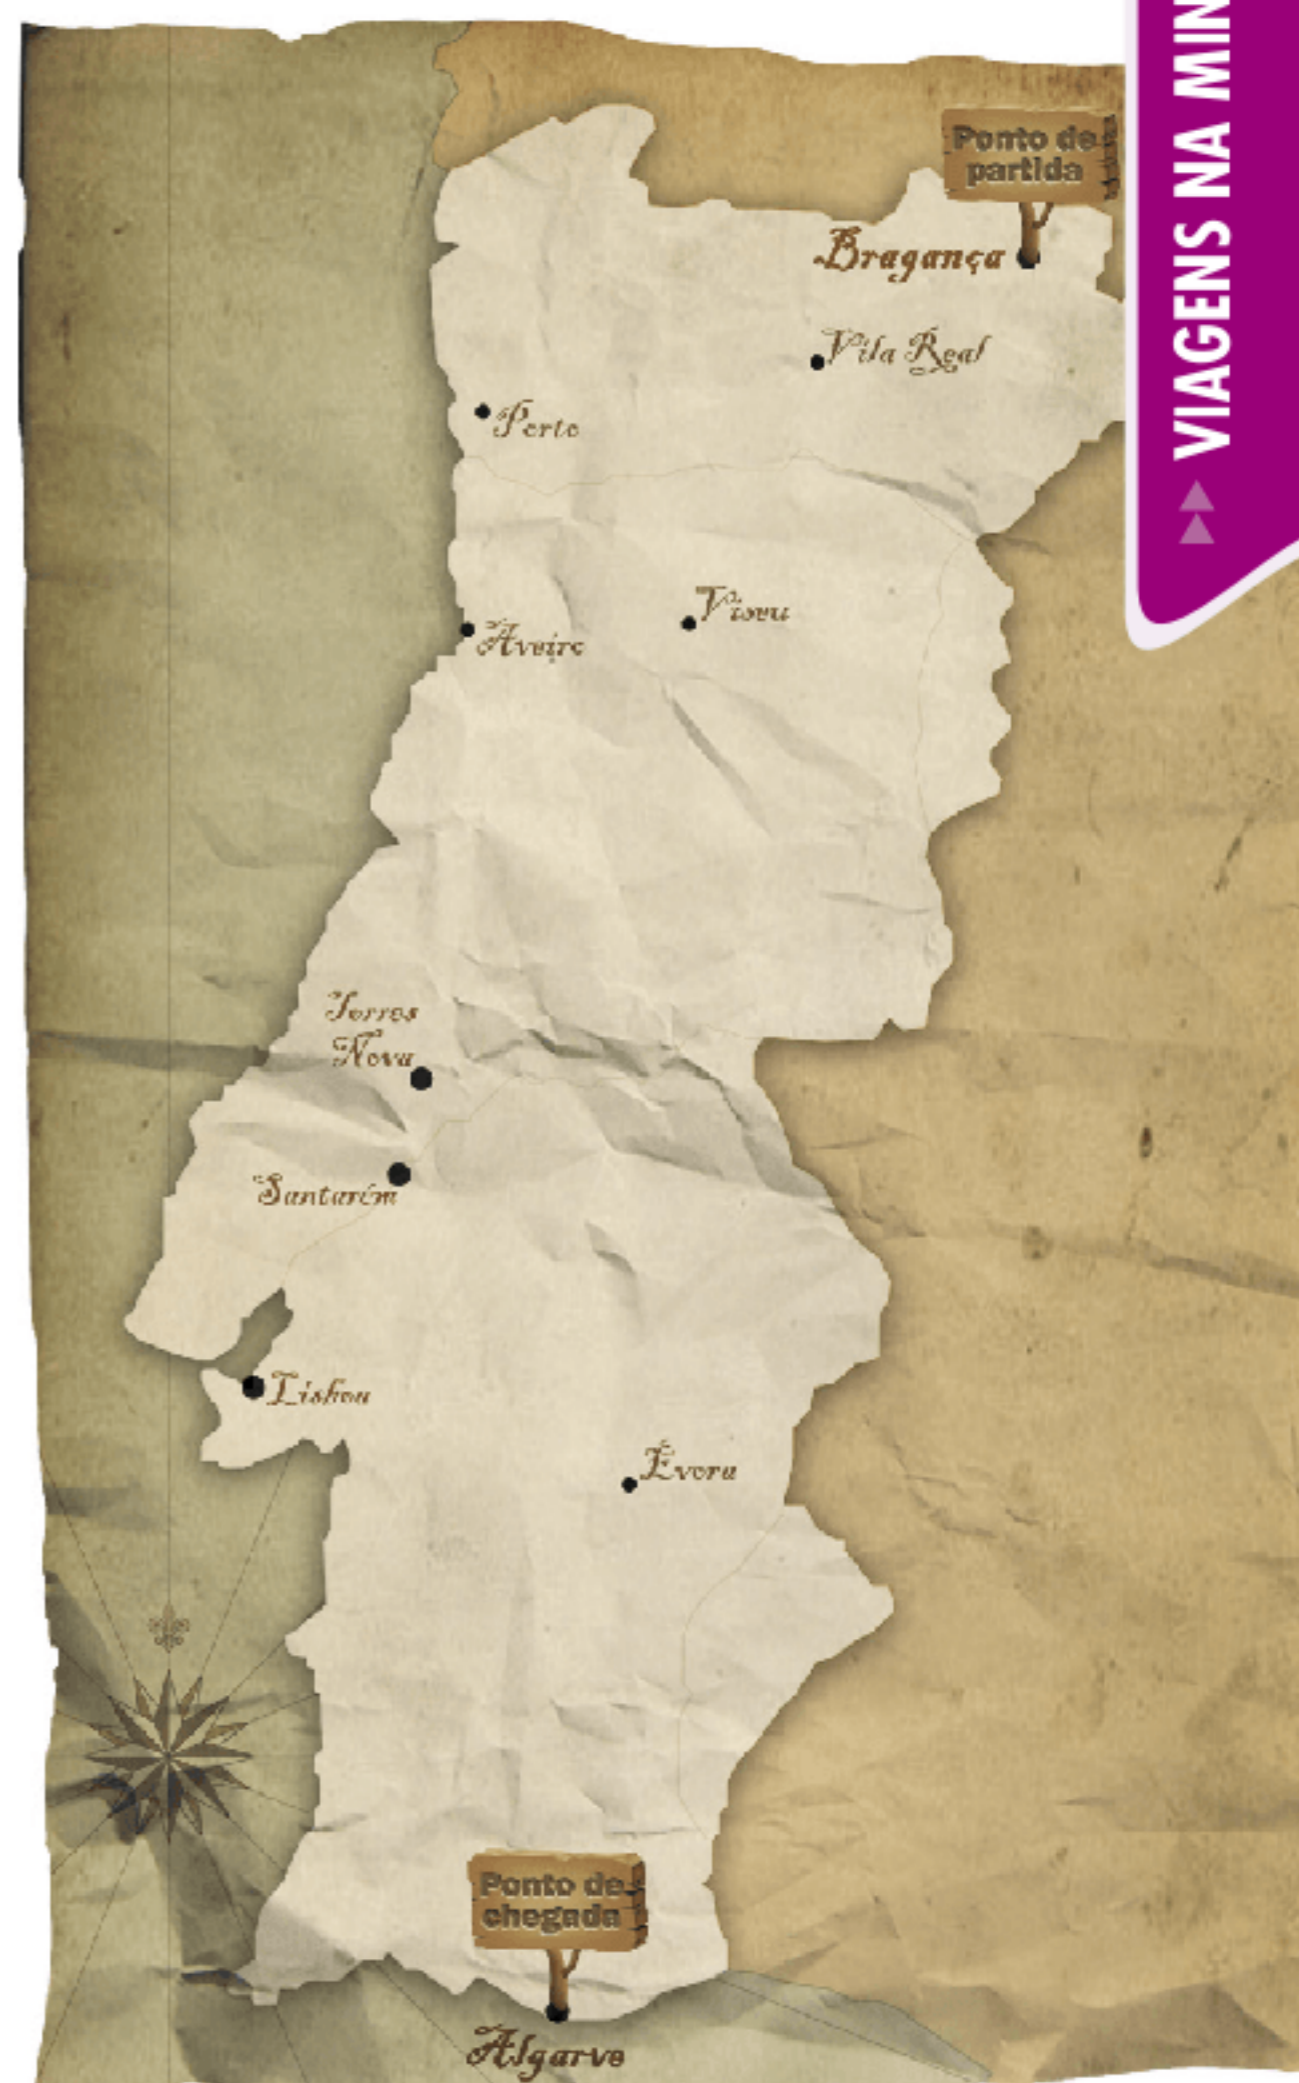 VIAGENS NA MIN
Ponto de
partida
Bragança
Vila Real
Porto
Viseu
Aveiro
Torres
Nova
Santarém
Lisboa
Évora
Ponto de
chegada
Algarve